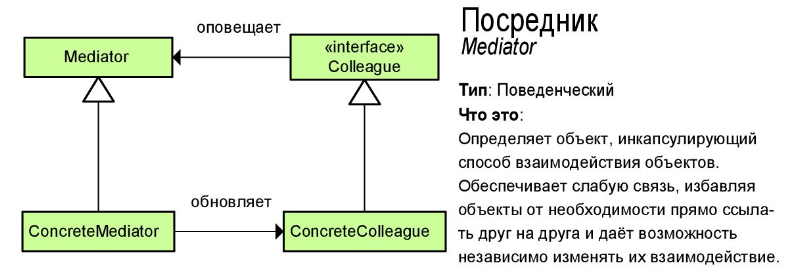 оповещает
Mediator
«interface»
Colleague
обновляет
ConcreteMediator
ConcreteColleague
Посредник
Mediator
Тип: Поведенческий
Что это:
Определяет объект, инкапсулирующий
способ взаимодействия объектов.
Обеспечивает слабую связь, избавляя
объекты от необходимости прямо ссыла-
ть друг на друга и даёт возможность
независимо изменять их взаимодействие.